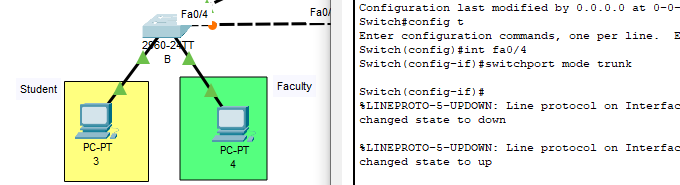 Fa0/4
Fa0/
2960-24TT
B
Student
Faculty
PC-PT
3
PC-PT
4
Configuration last modified by 0.0.0.0 at 0-0-
Switch#config t
Enter configuration commands, one per line. E
Switch(config)#int fa0/4
Switch(config-if)#switchport mode trunk
Switch(config-if)#
%LINEPROTO-5-UPDOWN: Line protocol on Interfac
changed state to down
%LINEPROTO-5-UPDOWN: Line protocol on Interfac
changed state to up